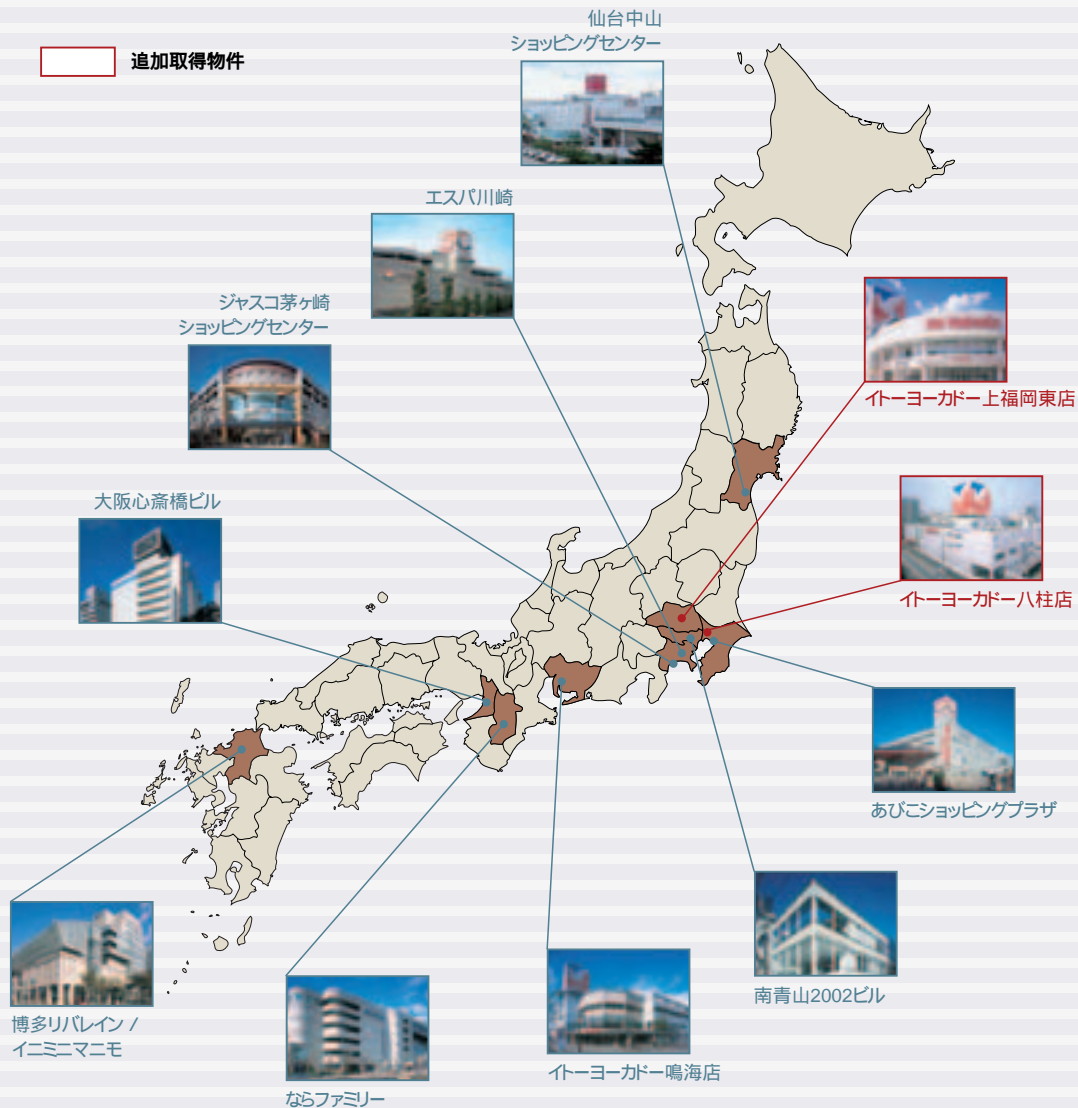 仙台中山
ショッピングセンター
追加取得物件
エスパ川崎
ジャスコ茅ヶ崎
ショッピングセンター
イトーヨーカドー上福岡東店
大阪心斎橋ビル
イトーヨーカドー八柱店
あびこショッピングプラザ
南青山2002ビル
博多リバレイン /
イニミニマニモ
イトーヨーカドー鳴海店
ならファミリー